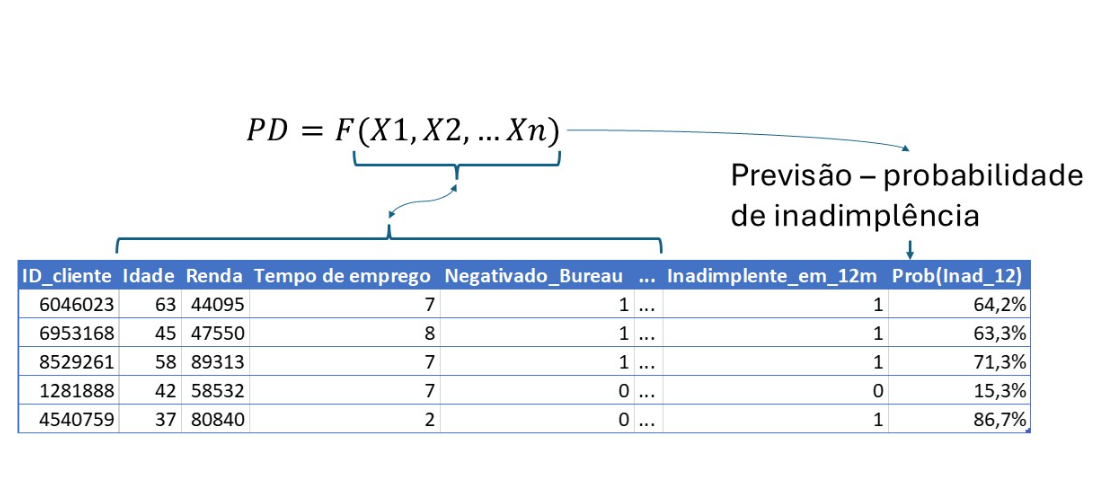 PD = F(X1, X2, … Xn)
Previsão – probabilidade
de inadimplência
ID_cliente Idade Renda Tempo de emprego Negativado_Bureau ... Inadimplente_em_12m Prob(Inad_12)
6046023 63 44095 7 1 ... 1 64,2%
6953168 45 47550 8 1 ... 1 63,3%
8529261 58 89313 7 1 ... 1 71,3%
1281888 42 58532 7 0 ... 0 15,3%
4540759 37 80840 2 0 ... 1 86,7%